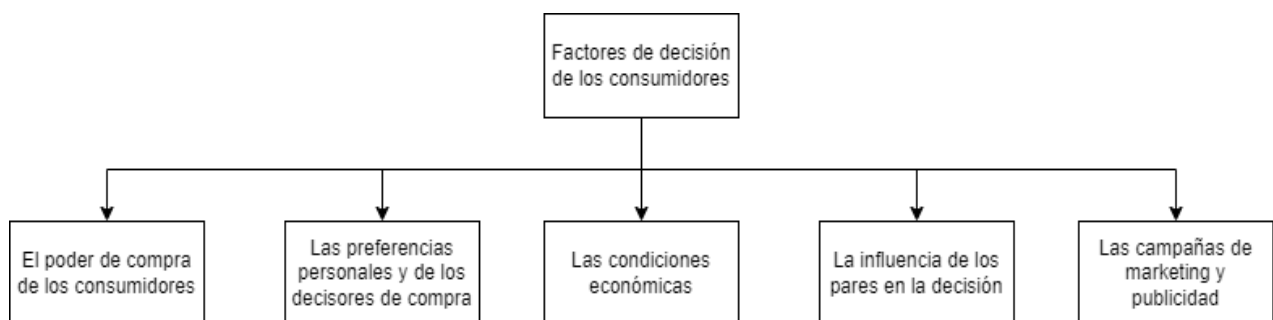 Factores de decisión
de los consumidores
El poder de compra
de los consumidores
Las preferencias
personales y de los
decisores de compra
Las condiciones
económicas
La influencia de los
pares en la decisión
Las campañas de
marketing y
publicidad